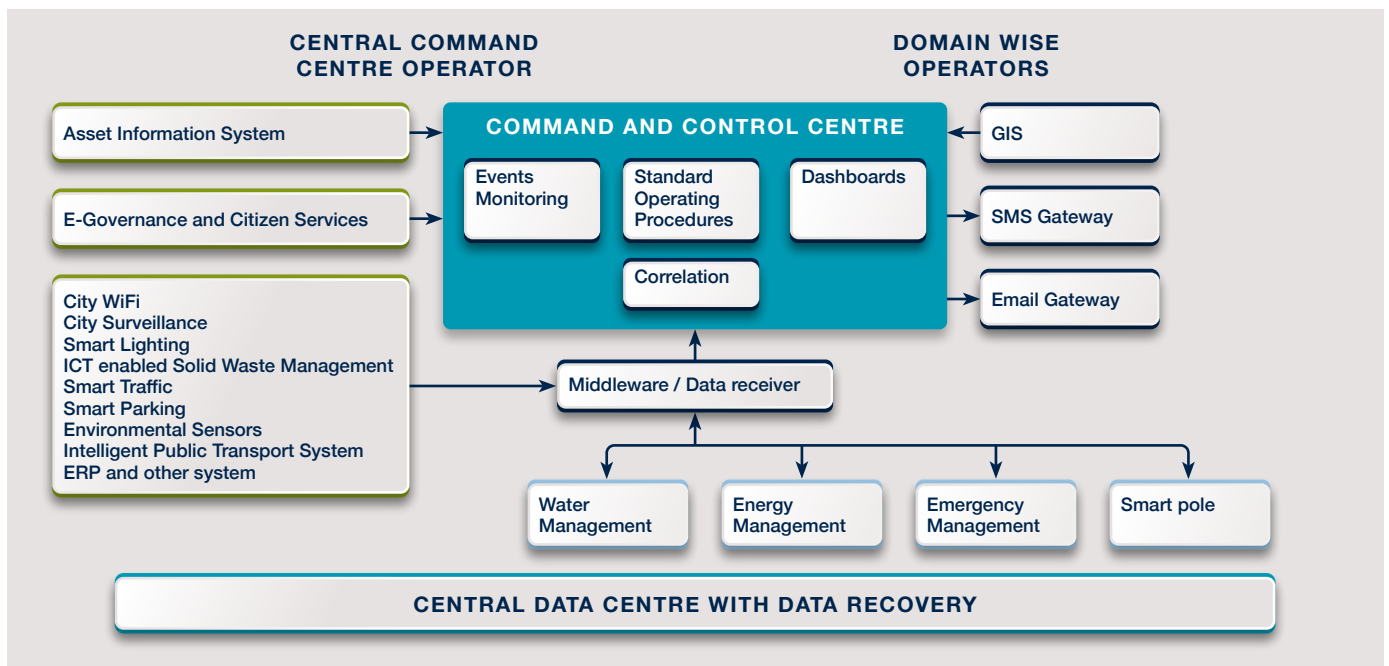 CENTRAL COMMAND
CENTRE OPERATOR
DOMAIN WISE
OPERATORS
Asset Information System
E-Governance and Citizen Services
City WiFi
City Surveillance
Smart Lighting
ICT enabled Solid Waste Management
Smart Traffic
Smart Parking
Environmental Sensors
Intelligent Public Transport System
ERP and other system
COMMAND AND CONTROL CENTRE
Events
Monitoring
Standard
Operating
Procedures
Dashboards
Correlation
GIS
SMS Gateway
Email Gateway
Middleware / Data receiver
Water
Management
Energy
Management
Emergency
Management
Smart pole
CENTRAL DATA CENTRE WITH DATA RECOVERY